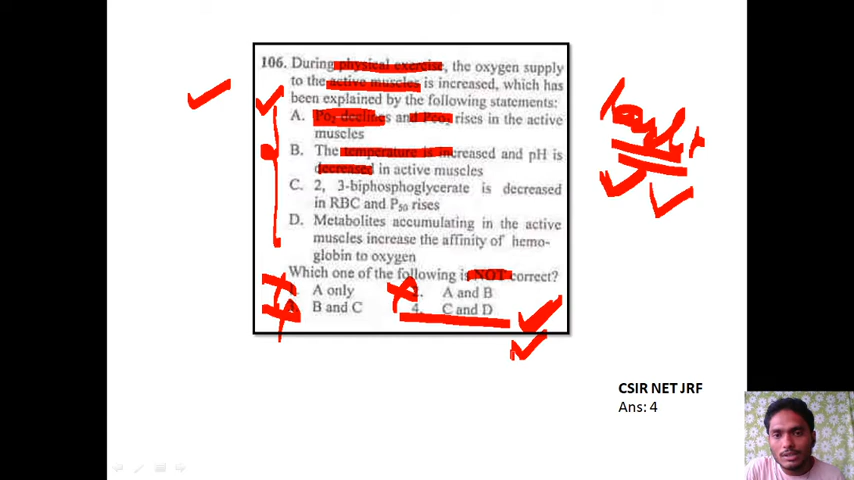 106. During physical exercise, the oxygen supply
to the active muscles is increased, which has
been explained by the following statements:
A. Po₂ declines and Pco₂ rises in the active
muscles
B. The temperature is increased and pH is
decreased in active muscles
C. 2, 3-biphosphoglycerate is decreased
in RBC and P₅₀ rises
D. Metabolites accumulating in the active
muscles increase the affinity of hemo-
globin to oxygen
Which one of the following is NOT correct?
A only 2. A and B
B and C 4. C and D
CSIR NET JRF
Ans: 4